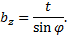 b_z = t / sin φ.